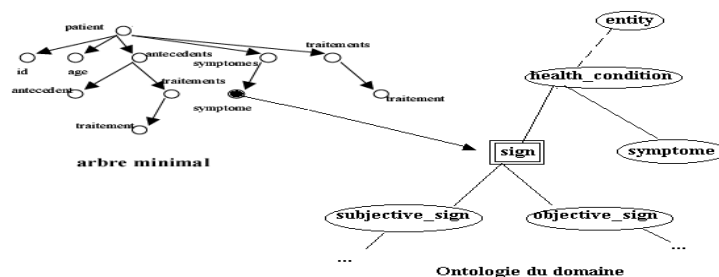 patient
id
age
antecedents
symptomes
traitements
antecedent
traitements
symptome
traitement
traitement
arbre minimal
entity
health_condition
sign
symptome
subjective_sign
objective_sign
...
...
Ontologie du domaine